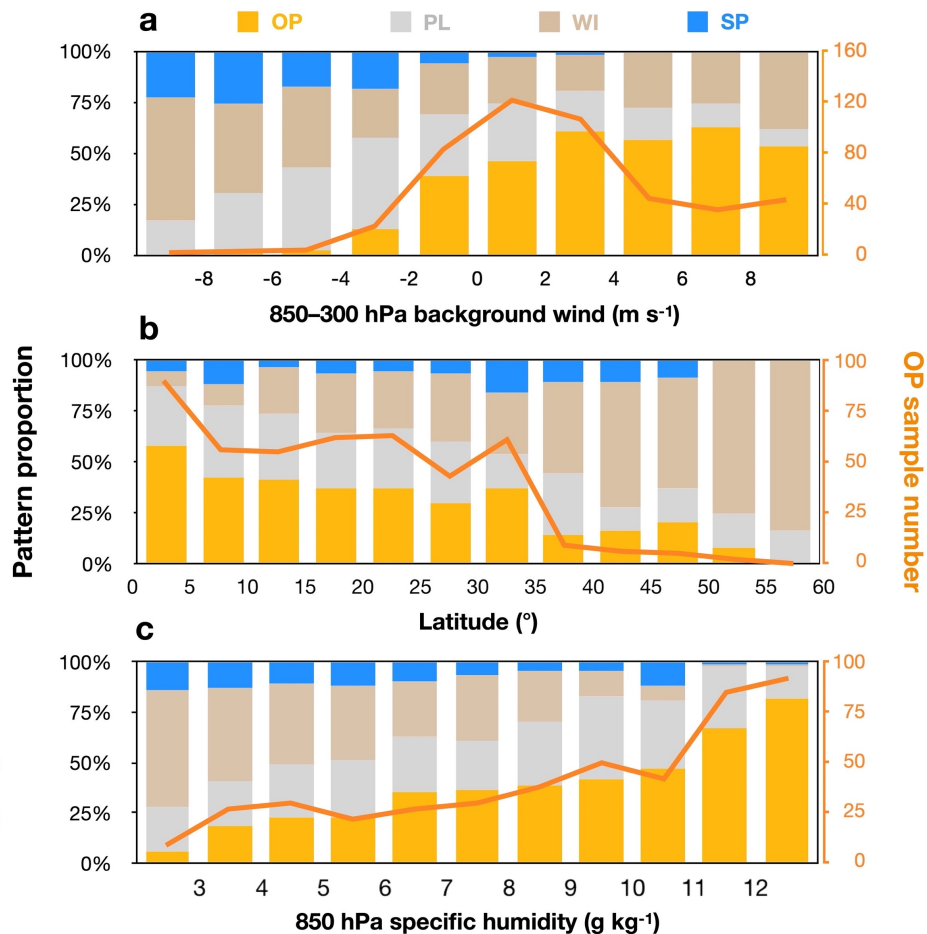 a
OP PL WI SP
100%
75%
50%
25%
0%
160
120
80
40
0
-8 -6 -4 -2 0 2 4 6 8
850–300 hPa background wind (m s-1)
b
Pattern proportion
100%
75%
50%
25%
0%
100
75
50
25
0
OP sample number
0 5 10 15 20 25 30 35 40 45 50 55 60
Latitude (°)
c
100%
75%
50%
25%
0%
100
75
50
25
0
3 4 5 6 7 8 9 10 11 12
850 hPa specific humidity (g kg-1)